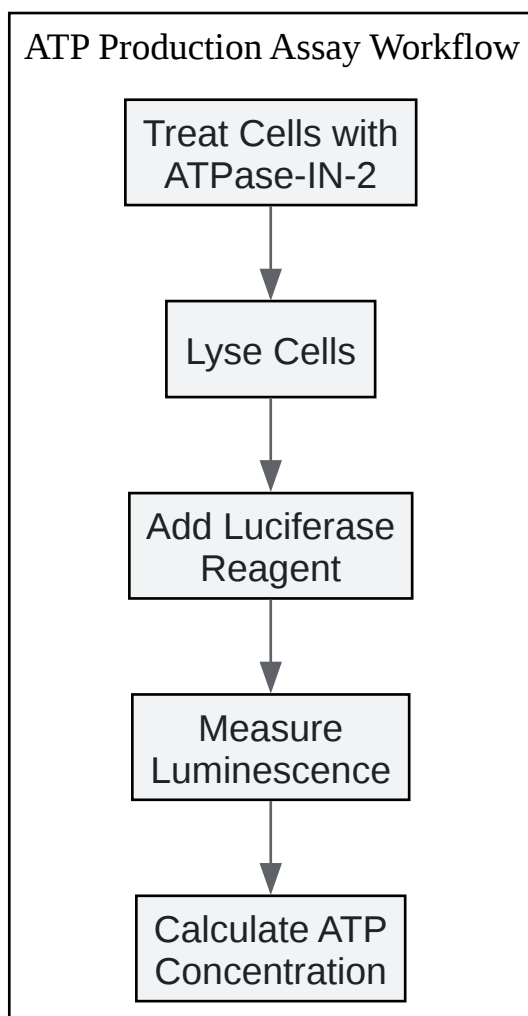 ATP Production Assay Workflow
Treat Cells with
ATPase-IN-2
Lyse Cells
Add Luciferase
Reagent
Measure
Luminescence
Calculate ATP
Concentration